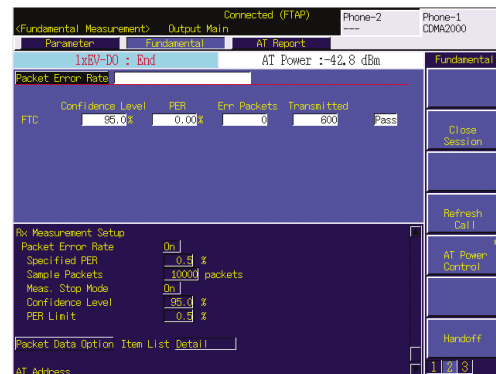 Connected (FTAP)
<Fundamental Measurement> Output Main
Phone-2
---
Phone-1
CDMA2000
Parameter Fundamental AT Report
1xEV-DO : End AT Power :-42.8 dBm
Fundamental
Packet Error Rate
Confidence Level PER Err Packets Transmitted
FTC 95.0% 0.00% 0 600 Pass
Close
Session
Refresh
Call
AT Power
Control
Handoff
1 2 3
Rx Measurement Setup
Packet Error Rate On
Specified PER 0.5 %
Sample Packets 10000 packets
Meas. Stop Mode On
Confidence Level 95.0 %
PER Limit 0.5 %
Packet Data Option Item List Detail
AT Address